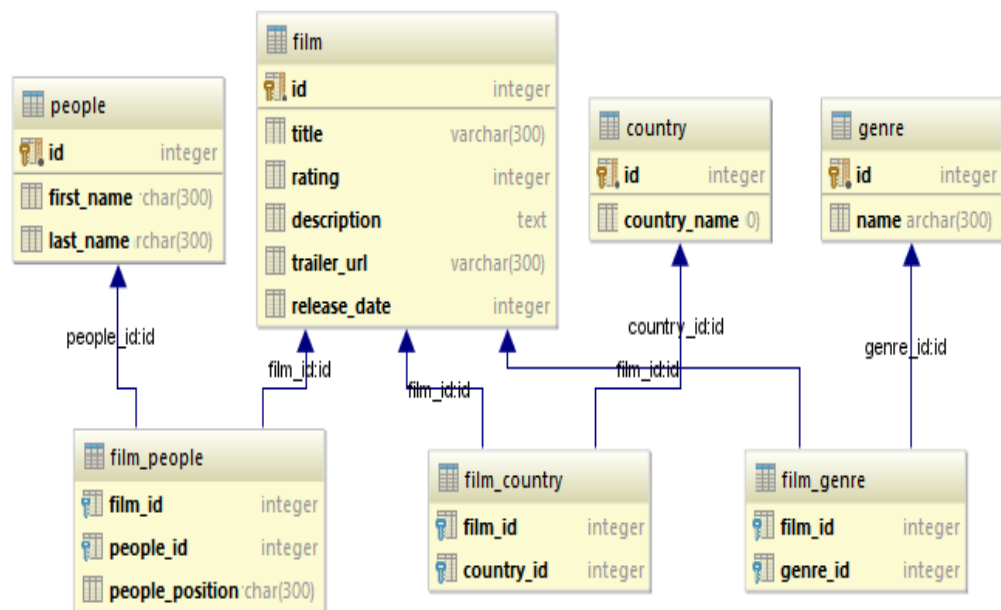 people
id integer
first_name char(300)
last_name rchar(300)
film
id integer
title varchar(300)
rating integer
description text
trailer_url varchar(300)
release_date integer
country
id integer
country_name 0)
genre
id integer
name archar(300)
people_id:id
film_id:id
film_id:id
country_id:id
film_id:id
genre_id:id
film_people
film_id integer
people_id integer
people_position char(300)
film_country
film_id integer
country_id integer
film_genre
film_id integer
genre_id integer